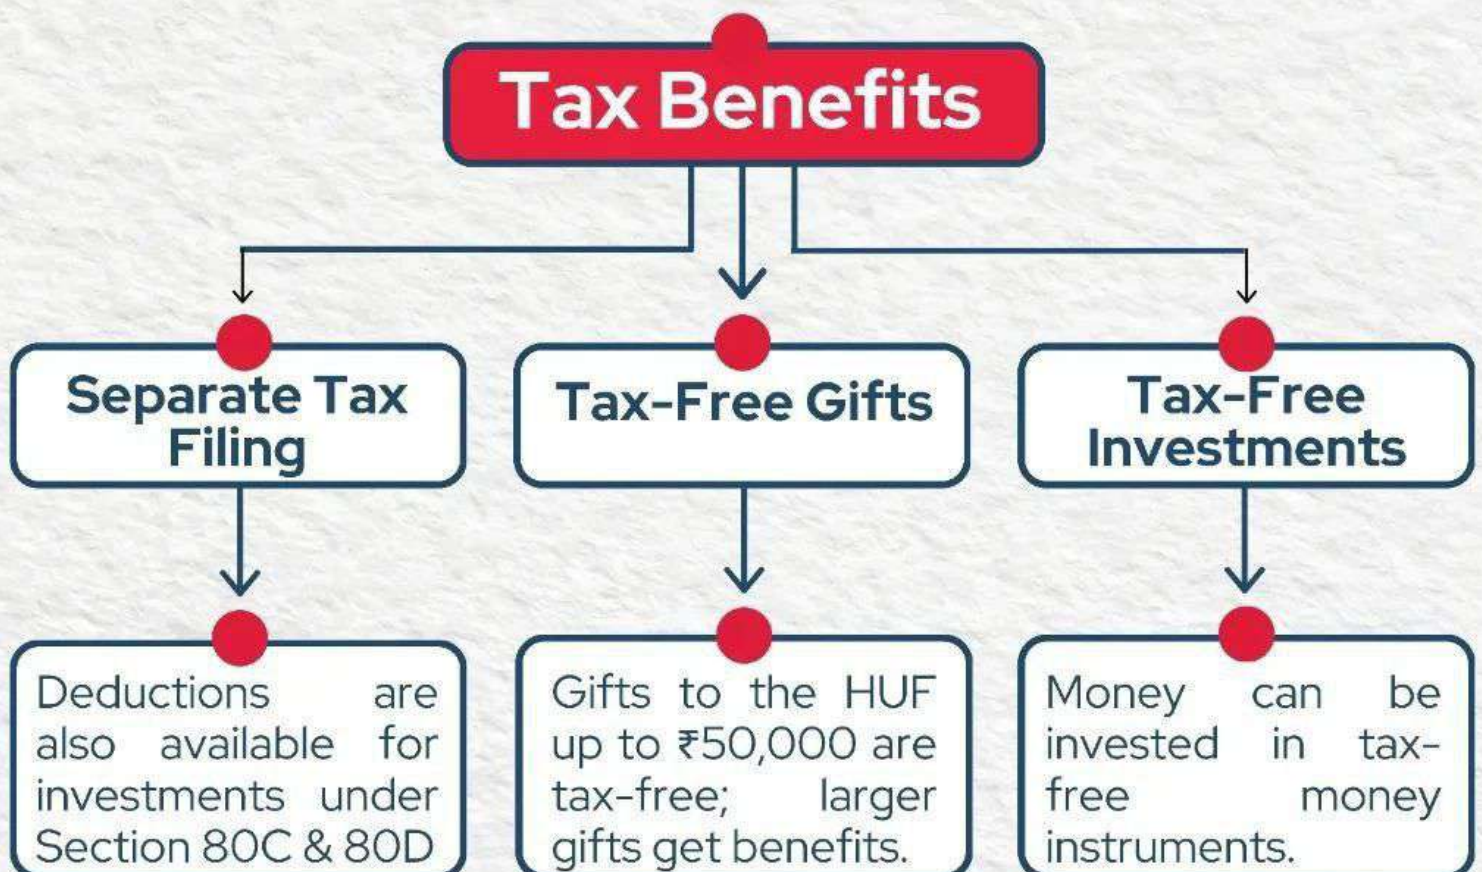 Tax Benefits
Separate Tax
Filing
Tax-Free Gifts
Tax-Free
Investments
Deductions are
also available for
investments under
Section 80C & 80D
Gifts to the HUF
up to ₹50,000 are
tax-free; larger
gifts get benefits.
Money can be
invested in tax-
free money
instruments.